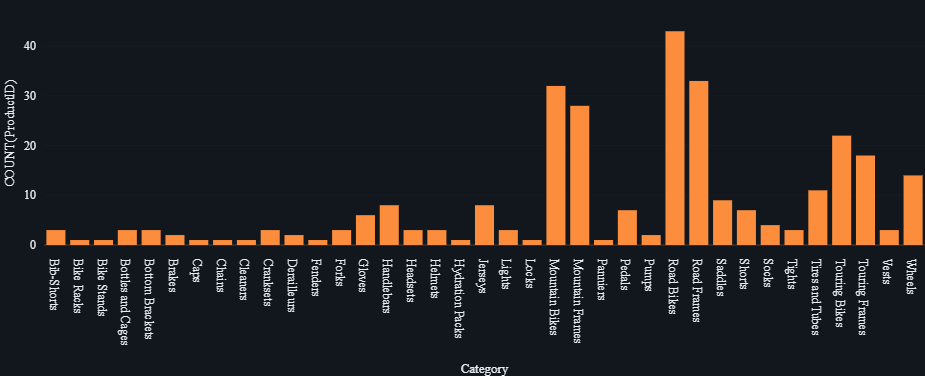 40
30
20
10
0
COUNT(ProductID)
Bib-Shorts
Bike Racks
Bike Stands
Bottles and Cages
Bottom Brackets
Brakes
Caps
Chains
Cleaners
Cranksets
Derailleurs
Fenders
Forks
Gloves
Handlebars
Headsets
Helmets
Hydration Packs
Jerseys
Lights
Locks
Mountain Bikes
Mountain Frames
Panniers
Pedals
Pumps
Road Bikes
Road Frames
Saddles
Shorts
Socks
Tights
Tires and Tubes
Touring Bikes
Touring Frames
Vests
Wheels
Category